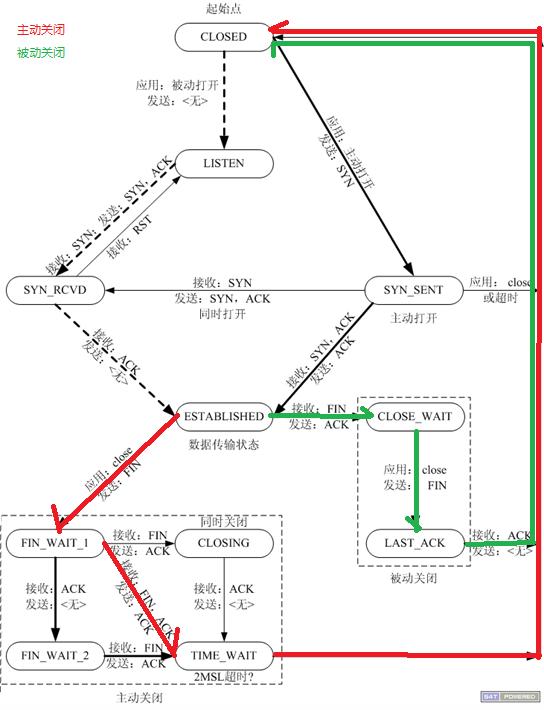 起始点
主动关闭
被动关闭
CLOSED
应用：被动打开
发送：<无>
应用：主动打开
发送：SYN
LISTEN
接收：SYN；发送：SYN，ACK
接收：RST
SYN_RCVD
接收：SYN
发送：SYN，ACK
同时打开
SYN_SENT
主动打开
应用：close
或超时
接收：ACK
发送：<无>
接收：SYN，ACK
发送：ACK
ESTABLISHED
数据传输状态
接收：FIN
发送：ACK
CLOSE_WAIT
应用：close
发送：FIN
应用：close
发送：FIN
LAST_ACK
接收：ACK
发送：<无>
被动关闭
同时关闭
FIN_WAIT_1
接收：FIN
发送：ACK
CLOSING
接收：ACK
发送：<无>
接收：FIN，ACK
发送：ACK
接收：ACK
发送：<无>
FIN_WAIT_2
接收：FIN
发送：ACK
TIME_WAIT
2MSL超时?
主动关闭
S4T POWERED